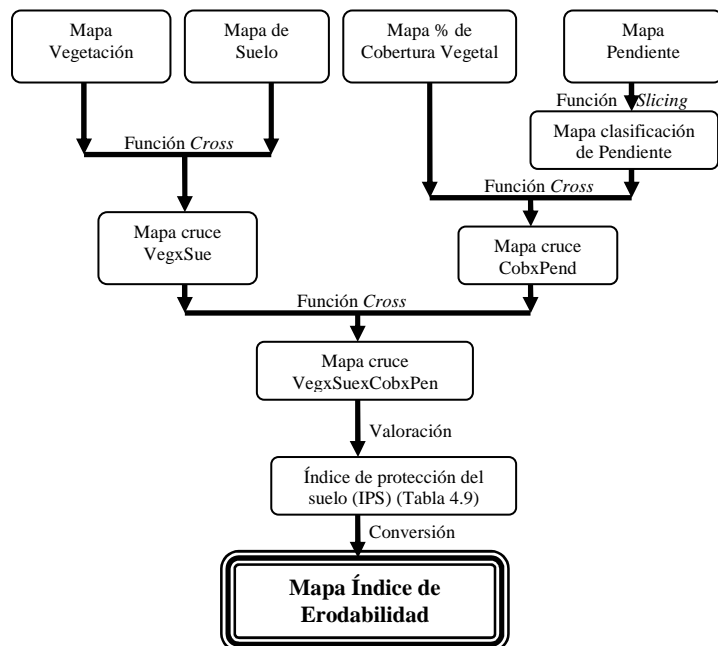 Mapa
Vegetación
Mapa de
Suelo
Mapa % de
Cobertura Vegetal
Mapa
Pendiente
Función Slicing
Mapa clasificación
de Pendiente
Función Cross
Función Cross
Mapa cruce
VegxSue
Mapa cruce
CobxPend
Función Cross
Mapa cruce
VegxSuexCobxPen
Valoración
Índice de protección del
suelo (IPS) (Tabla 4.9)
Conversión
Mapa Índice de
Erodabilidad